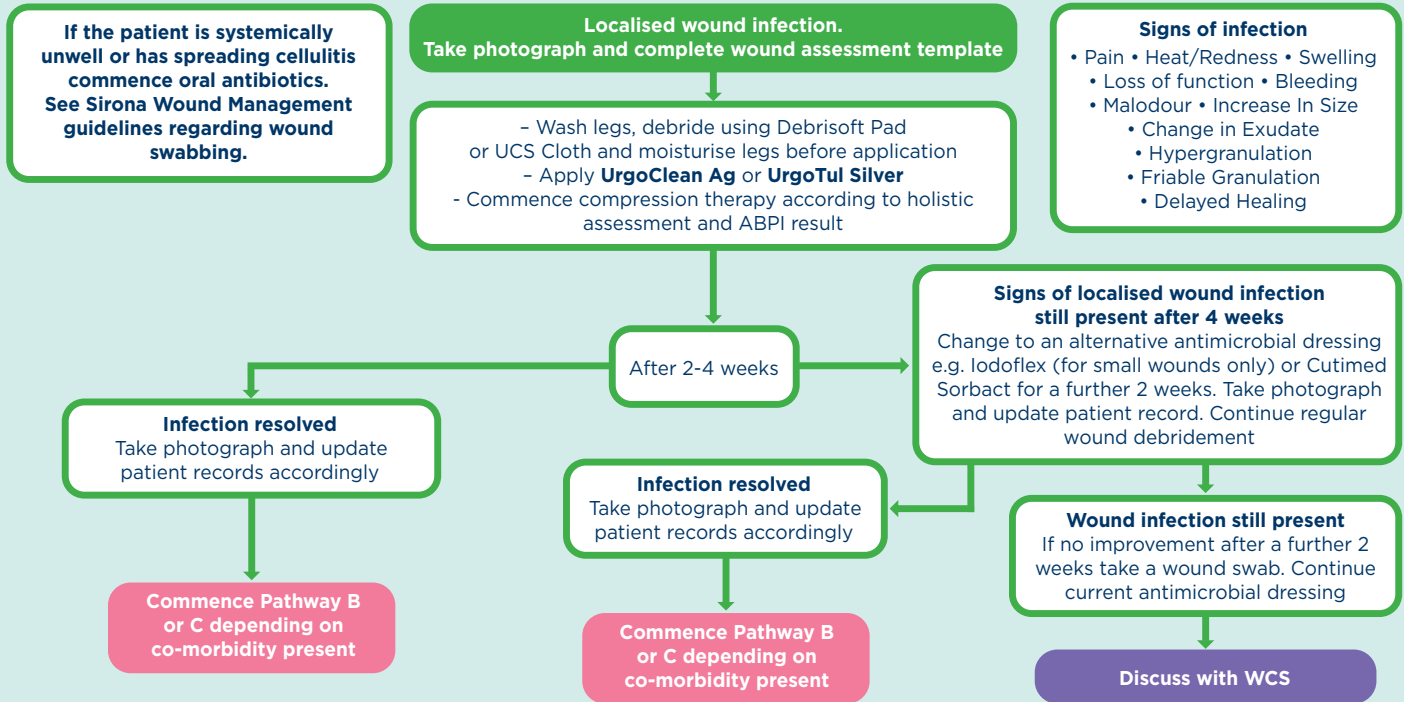 If the patient is systemically
unwell or has spreading cellulitis
commence oral antibiotics.
See Sirona Wound Management
guidelines regarding wound
swabbing.
Localised wound infection.
Take photograph and complete wound assessment template
Signs of infection
• Pain • Heat/Redness • Swelling
• Loss of function • Bleeding
• Malodour • Increase In Size
• Change in Exudate
• Hypergranulation
• Friable Granulation
• Delayed Healing
– Wash legs, debride using Debrisoft Pad
or UCS Cloth and moisturise legs before application
– Apply UrgoClean Ag or UrgoTul Silver
- Commence compression therapy according to holistic
assessment and ABPI result
After 2-4 weeks
Signs of localised wound infection
still present after 4 weeks
Change to an alternative antimicrobial dressing
e.g. Iodoflex (for small wounds only) or Cutimed
Sorbact for a further 2 weeks. Take photograph
and update patient record. Continue regular
wound debridement
Infection resolved
Take photograph and update
patient records accordingly
Infection resolved
Take photograph and update
patient records accordingly
Wound infection still present
If no improvement after a further 2
weeks take a wound swab. Continue
current antimicrobial dressing
Commence Pathway B
or C depending on
co-morbidity present
Commence Pathway B
or C depending on
co-morbidity present
Discuss with WCS